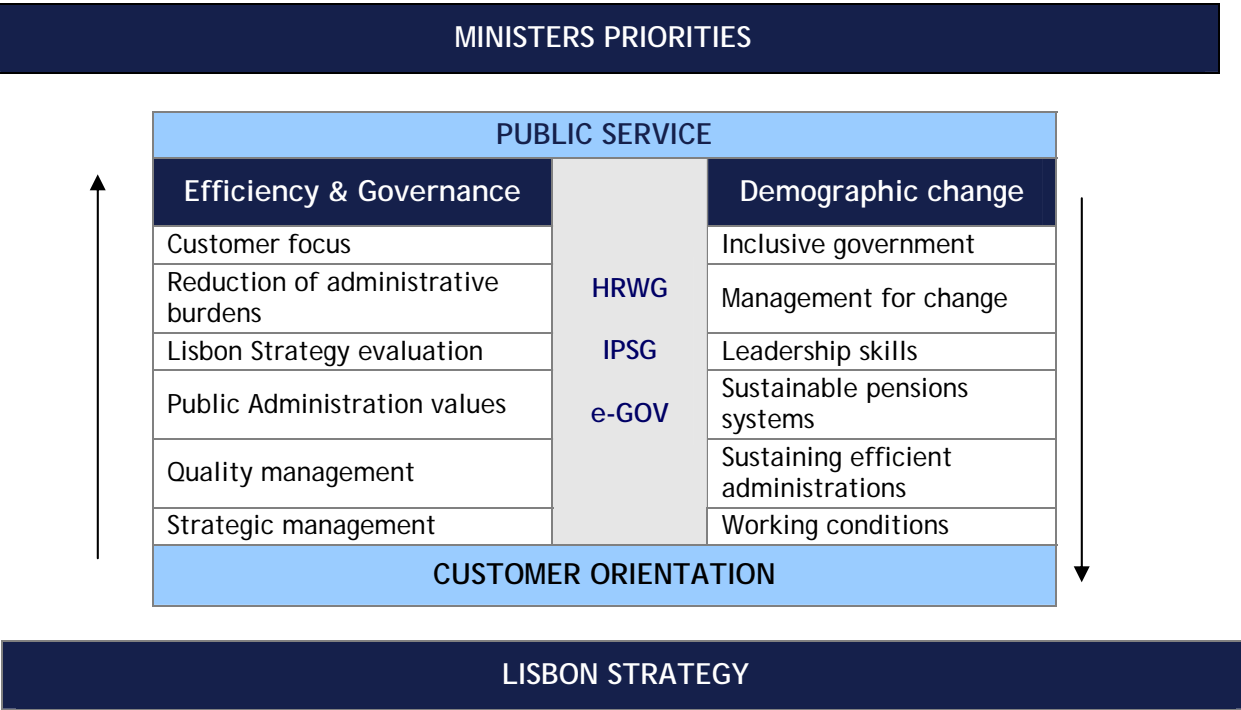 MINISTERS PRIORITIES
PUBLIC SERVICE
Efficiency & Governance
Demographic change
Customer focus
Inclusive government
Reduction of administrative
burdens
HRWG
Management for change
Lisbon Strategy evaluation
IPSG
Leadership skills
Public Administration values
e-GOV
Sustainable pensions
systems
Quality management
Sustaining efficient
administrations
Strategic management
Working conditions
CUSTOMER ORIENTATION
LISBON STRATEGY